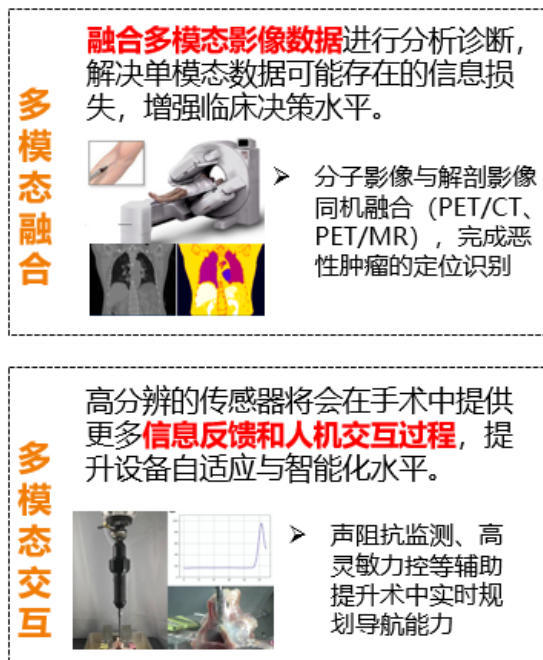 融合多模态影像数据进行分析诊断,
解决单模态数据可能存在的信息损
失，增强临床决策水平。
多模态融合
➢ 分子影像与解剖影像
同机融合（PET/CT、
PET/MR），完成恶
性肿瘤的定位识别
高分辨的传感器将会在手术中提供
更多信息反馈和人机交互过程，提
升设备自适应与智能化水平。
多模态交互
➢ 声阻抗监测、高
灵敏力控等辅助
提升术中实时规
划导航能力